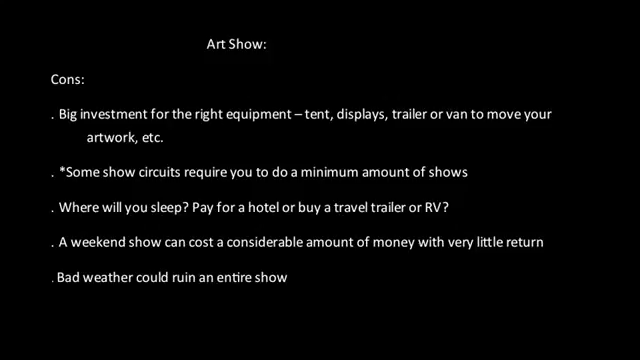 Art Show:
Cons:
. Big investment for the right equipment – tent, displays, trailer or van to move your
artwork, etc.
. *Some show circuits require you to do a minimum amount of shows
. Where will you sleep? Pay for a hotel or buy a travel trailer or RV?
. A weekend show can cost a considerable amount of money with very little return
. Bad weather could ruin an entire show